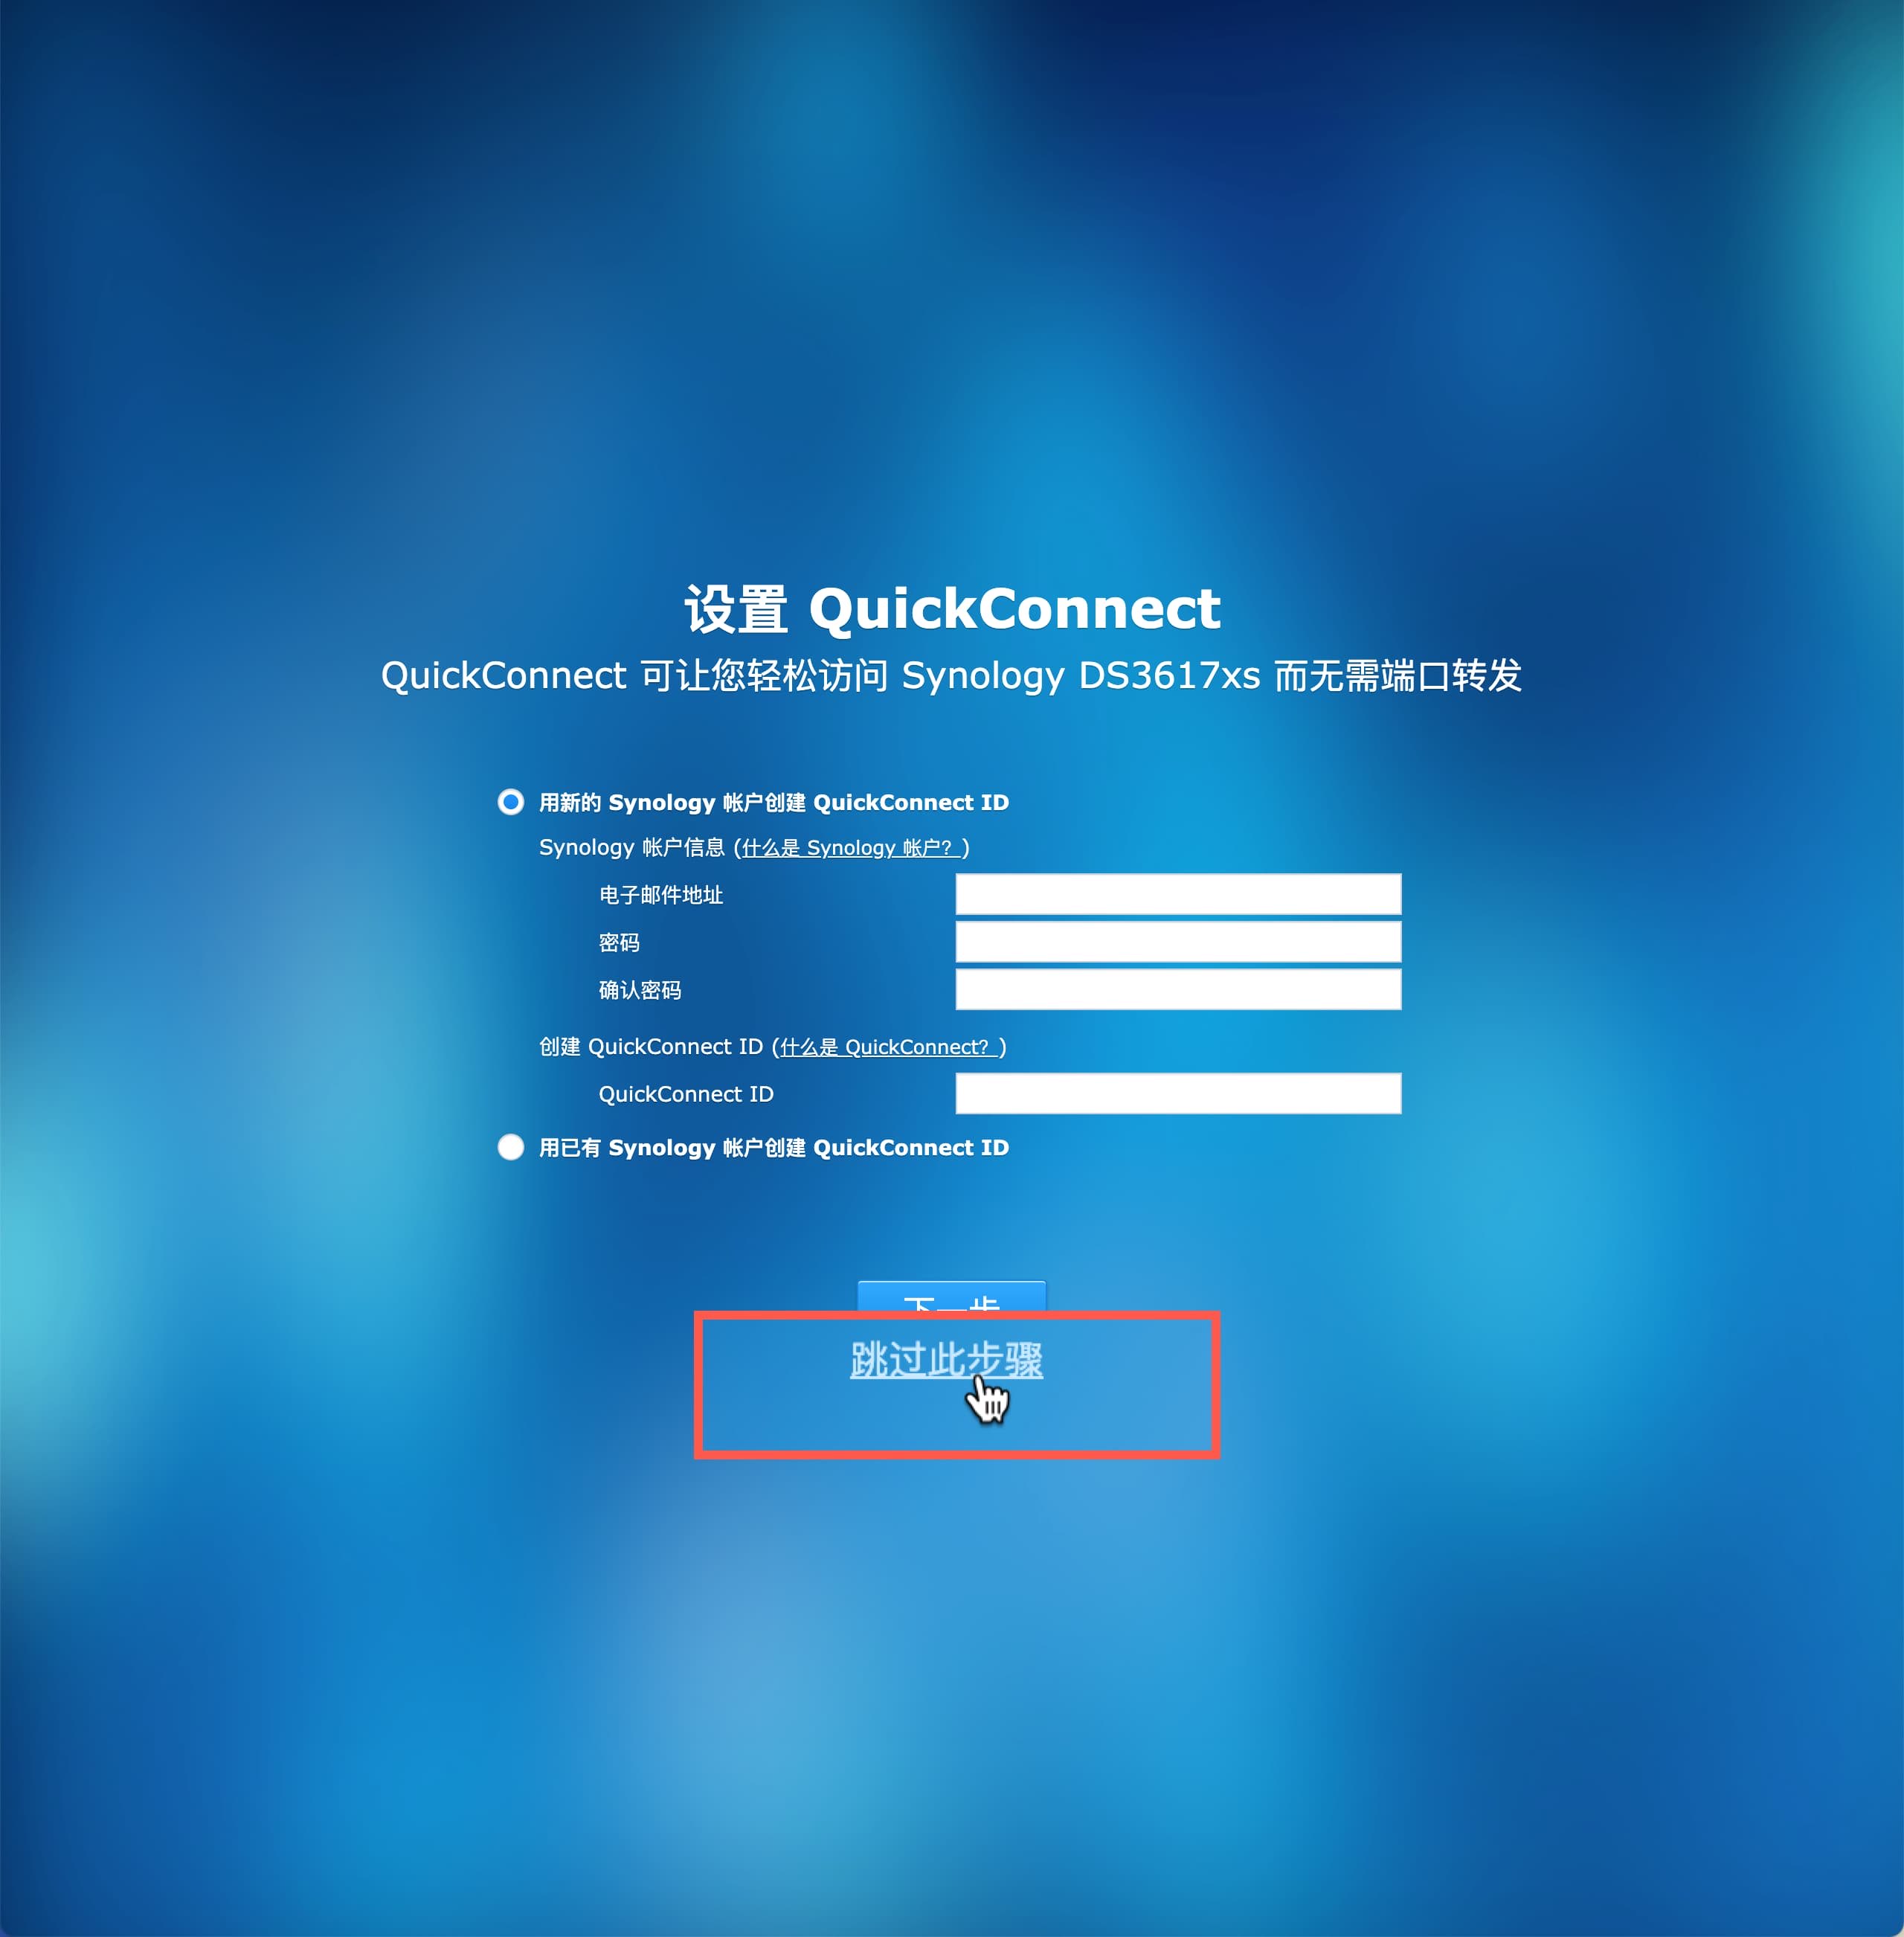 设置 QuickConnect
QuickConnect 可让您轻松访问 Synology DS3617xs 而无需端口转发
用新的 Synology 帐户创建 QuickConnect ID
Synology 帐户信息 (什么是 Synology 帐户？)
电子邮件地址
密码
确认密码
创建 QuickConnect ID (什么是 QuickConnect？)
QuickConnect ID
用已有 Synology 帐户创建 QuickConnect ID
下一步
跳过此步骤